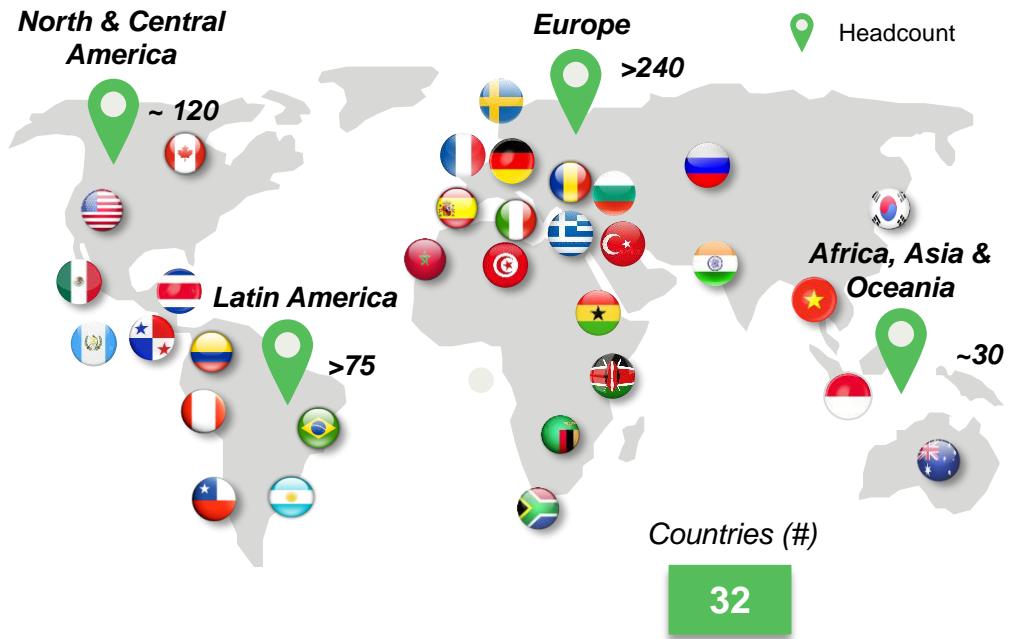 North & Central
America
~ 120
Europe
>240
Headcount
Latin America
>75
Africa, Asia &
Oceania
~30
Countries (#)
32